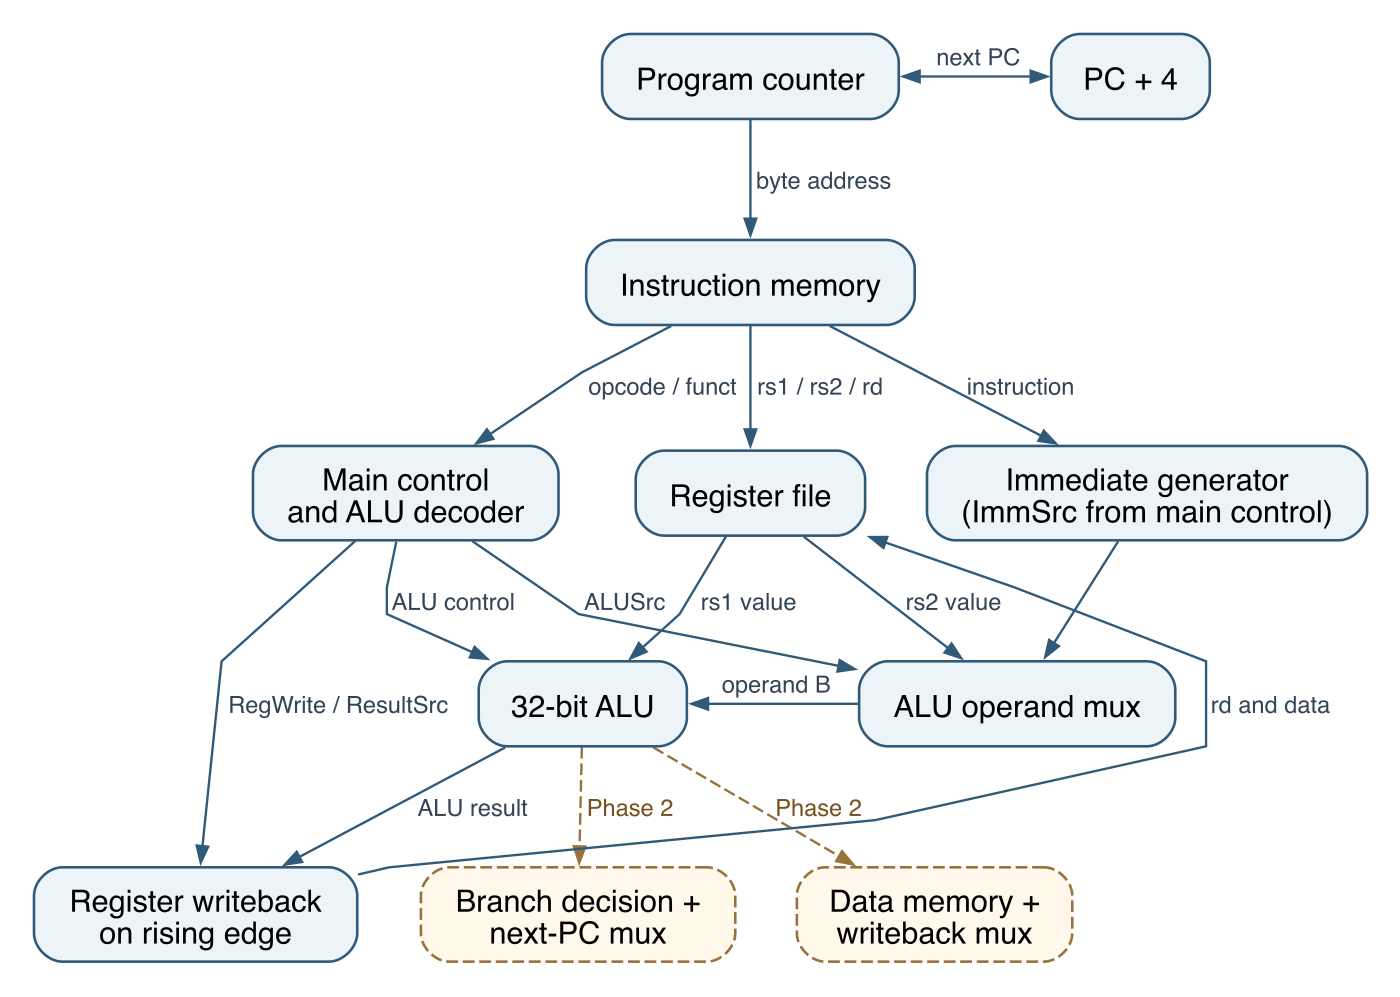 Program counter
next PC
PC + 4
byte address
Instruction memory
opcode / funct
rs1 / rs2 / rd
instruction
Main control
and ALU decoder
Register file
Immediate generator
(ImmSrc from main control)
ALU control
ALUSrc
rs1 value
rs2 value
RegWrite / ResultSrc
32-bit ALU
operand B
ALU operand mux
rd and data
ALU result
Phase 2
Phase 2
Register writeback
on rising edge
Branch decision +
next-PC mux
Data memory +
writeback mux